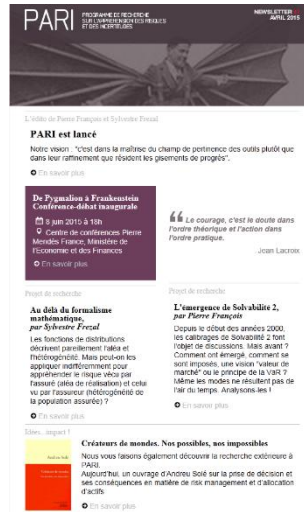 PARI
PROGRAMME DE RECHERCHE
SUR L'APPRÉHENSION DES RISQUES
ET DES INCERTITUDES
NEWSLETTER
AVRIL 2015
L'édito de Pierre François et Sylvestre Frezal
PARI est lancé
Notre vision : "c'est dans la maîtrise du champ de pertinence des outils plutôt que
dans leur raffinement que résident les gisements de progrès".
En savoir plus
De Pygmalion à Frankenstein
Conférence-débat inaugurale
8 juin 2015 à 18h
Centre de conférences Pierre
Mendès France, Ministère de
l'Economie et des Finances
En savoir plus
Le courage, c'est le doute dans
l'ordre théorique et l'action dans
l'ordre pratique.
Jean Lacroix
Projet de recherche
Au delà du formalisme
mathématique,
par Sylvestre Frezal
Les fonctions de distributions
décrivent pareillement l'aléa et
l'hétérogénéité. Mais peut-on les
appliquer indifféremment pour
appréhender le risque vécu par
l'assuré (aléa de réalisation) et celui
vu par l'assureur (hétérogénéité de
la population assurée) ?
En savoir plus
Projet de recherche
L'émergence de Solvabilité 2,
par Pierre François
Depuis le début des années 2000,
les calibrages de Solvabilité 2 font
l'objet de discussions. Mais avant ?
Comment ont émergé, comment se
sont imposés, une vision "valeur de
marché" ou le principe de la VaR ?
Même les modes ne résultent pas de
l'air du temps. Analysons-les !
En savoir plus
Idées... impact !
Andreu Solé
Créateurs de mondes. Nos possibles, nos impossibles
Nous vous faisons également découvrir la recherche extérieure à
PARI.
Aujourd'hui, un ouvrage d'Andreu Solé sur la prise de décision et
ses conséquences en matière de risk management et d'allocation
d'actifs
En savoir plus